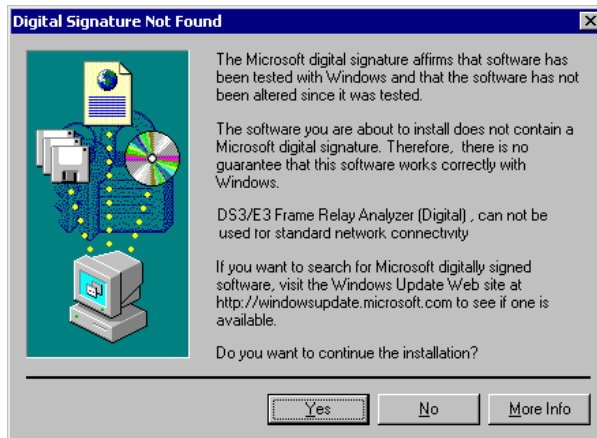 Digital Signature Not Found
The Microsoft digital signature affirms that software has
been tested with Windows and that the software has not
been altered since it was tested.
The software you are about to install does not contain a
Microsoft digital signature. Therefore, there is no
guarantee that this software works correctly with
Windows.
DS3/E3 Frame Relay Analyzer (Digital) , can not be
used for standard network connectivity
If you want to search for Microsoft digitally signed
software, visit the Windows Update Web site at
http://windowsupdate.microsoft.com to see if one is
available.
Do you want to continue the installation?
Yes No More Info